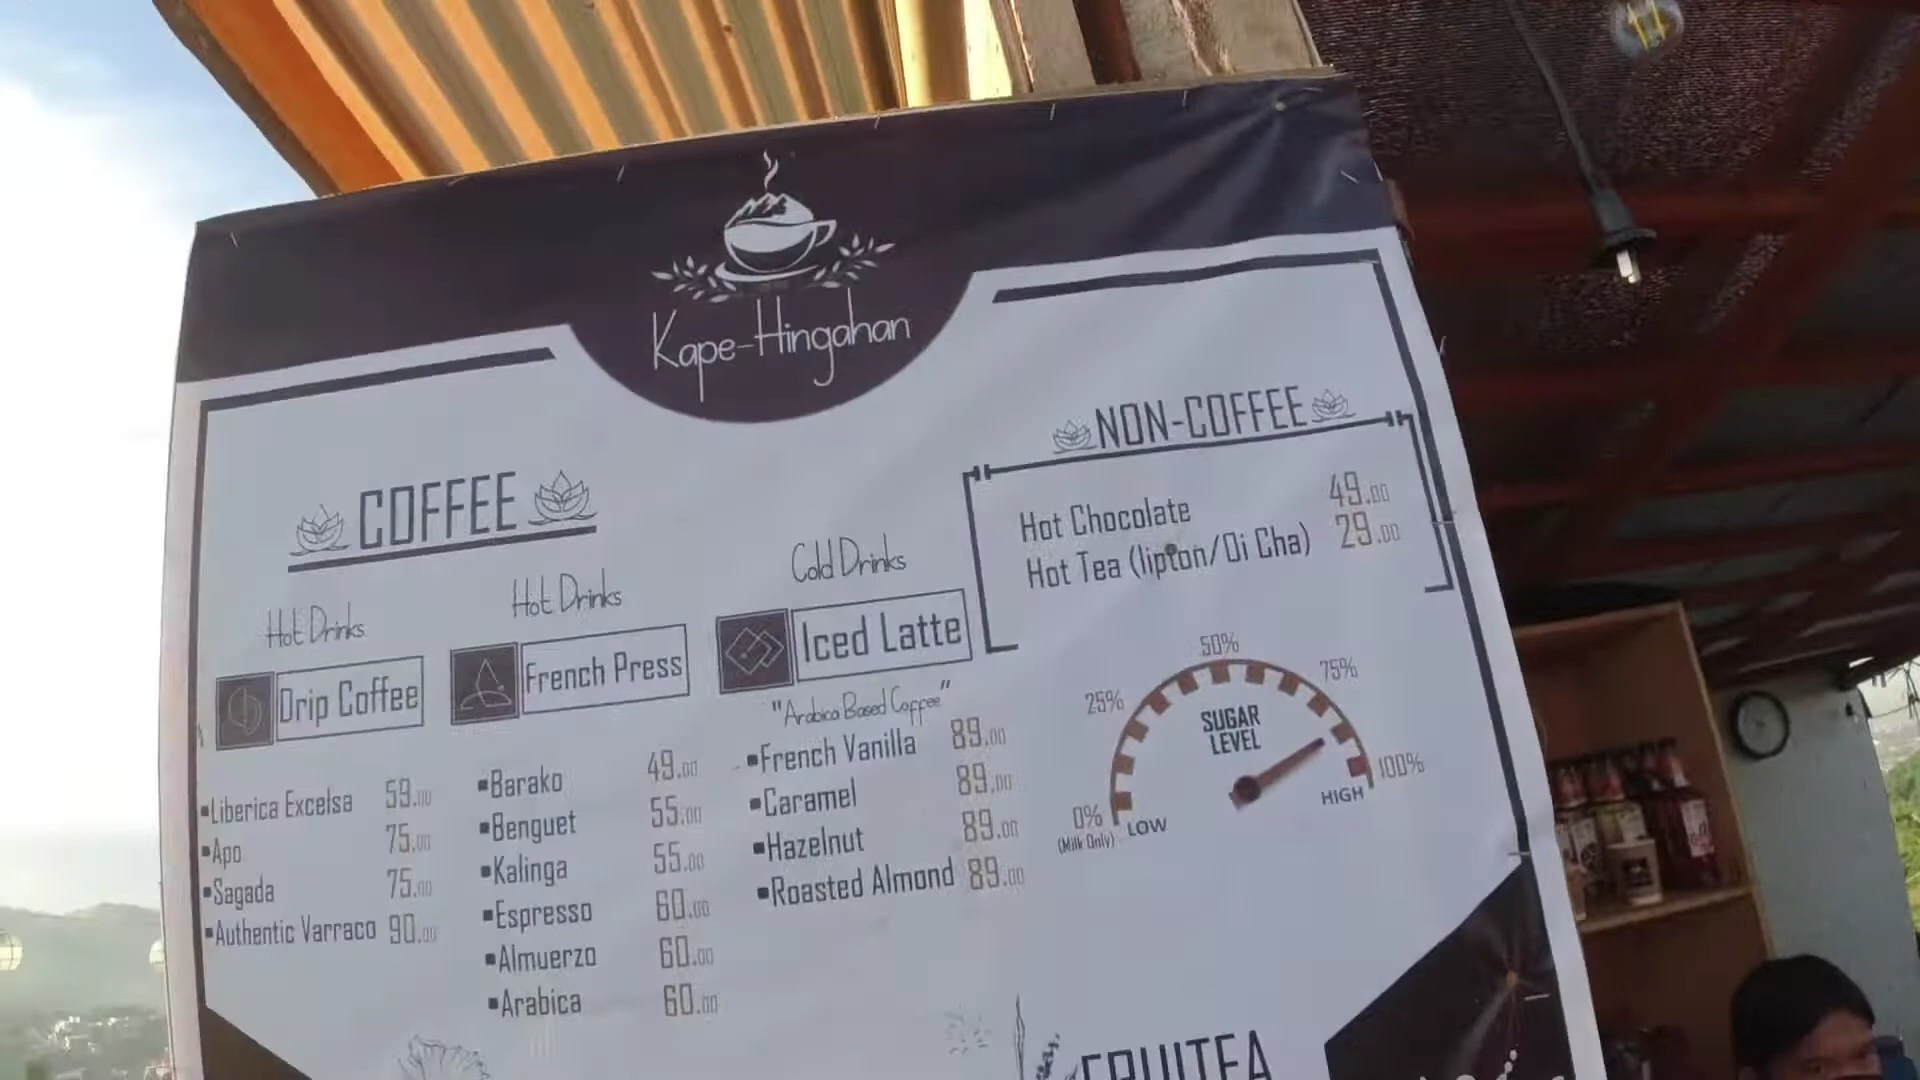 Kape-Hingahan
COFFEE
Hot Drinks
Drip Coffee
Liberica Excelsa 59.00
Apo 75.00
Sagada 75.00
Authentic Varraco 90.00
Hot Drinks
French Press
Barako 49.00
Benguet 55.00
Kalinga 55.00
Espresso 60.00
Almuerzo 60.00
Arabica 60.00
Cold Drinks
Iced Latte
"Arabica Based Coffee"
French Vanilla 89.00
Caramel 89.00
Hazelnut 89.00
Roasted Almond 89.00
NON-COFFEE
Hot Chocolate 49.00
Hot Tea (lipton/Oi Cha) 29.00
SUGAR
LEVEL
0%
(Milk Only)
25%
50%
75%
100%
LOW
HIGH
FRUITEA